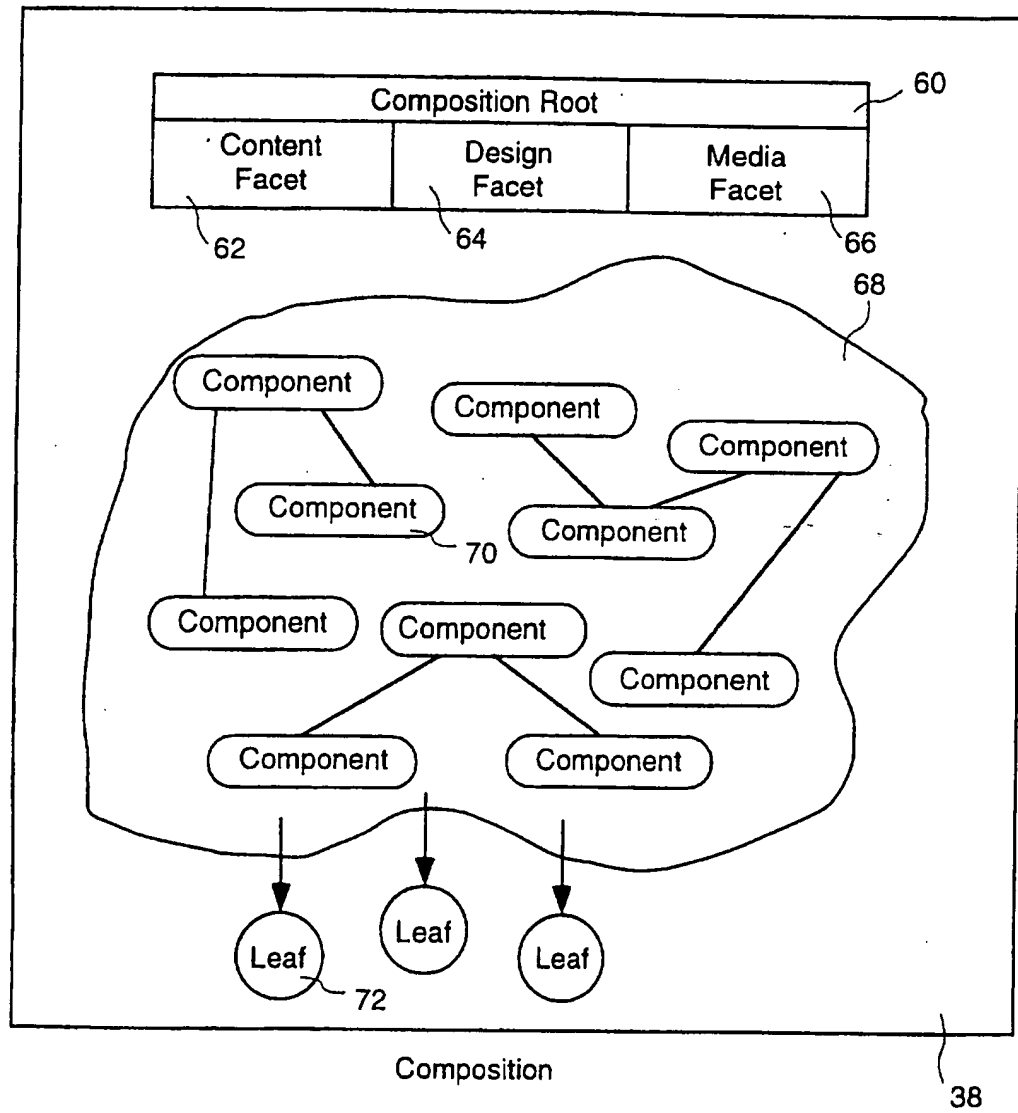 Composition Root
60
Content
Facet
Design
Facet
Media
Facet
62
64
66
68
Component
Component
Component
Component
70
Component
Component
Component
Component
Component
Component
Leaf
Leaf
Leaf
72
Composition
38